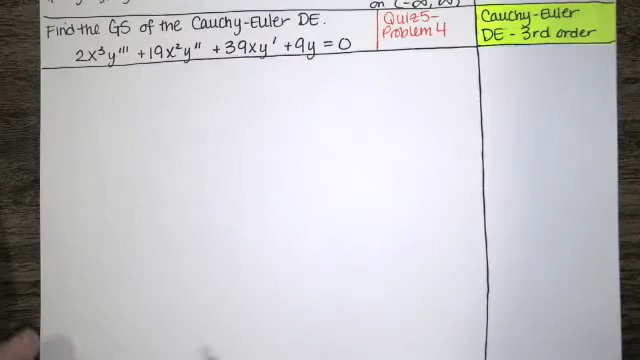 on (-∞, ∞)
Find the GS of the Cauchy-Euler DE.
2x³y''' + 19x²y'' + 39xy' + 9y = 0
Quiz 5-
Problem 4
Cauchy-Euler
DE - 3rd order